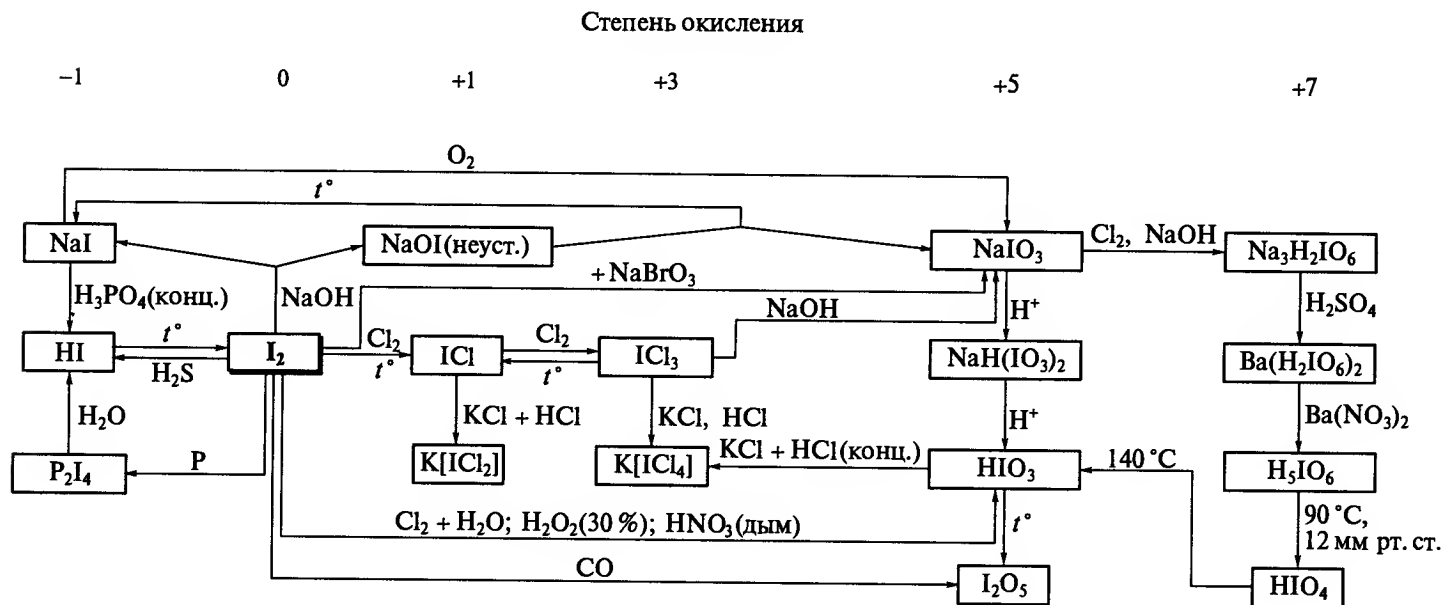 Степень окисления
−1 0 +1 +3 +5 +7
O₂
t°
NaI NaOI(неуст.) NaIO₃ Cl₂, NaOH Na₃H₂IO₆
+ NaBrO₃
H₃PO₄(конц.) NaOH NaOH H⁺ H₂SO₄
HI t° H₂S I₂ Cl₂ t° ICl Cl₂ t° ICl₃ NaH(IO₃)₂ Ba(H₂IO₆)₂
H₂O KCl + HCl KCl, HCl H⁺ Ba(NO₃)₂
P₂I₄ P K[ICl₂] K[ICl₄] KCl + HCl(конц.) HIO₃ 140 °C H₅IO₆
Cl₂ + H₂O; H₂O₂(30 %); HNO₃(дым) t° 90 °C,
12 мм рт. ст.
CO I₂O₅ HIO₄